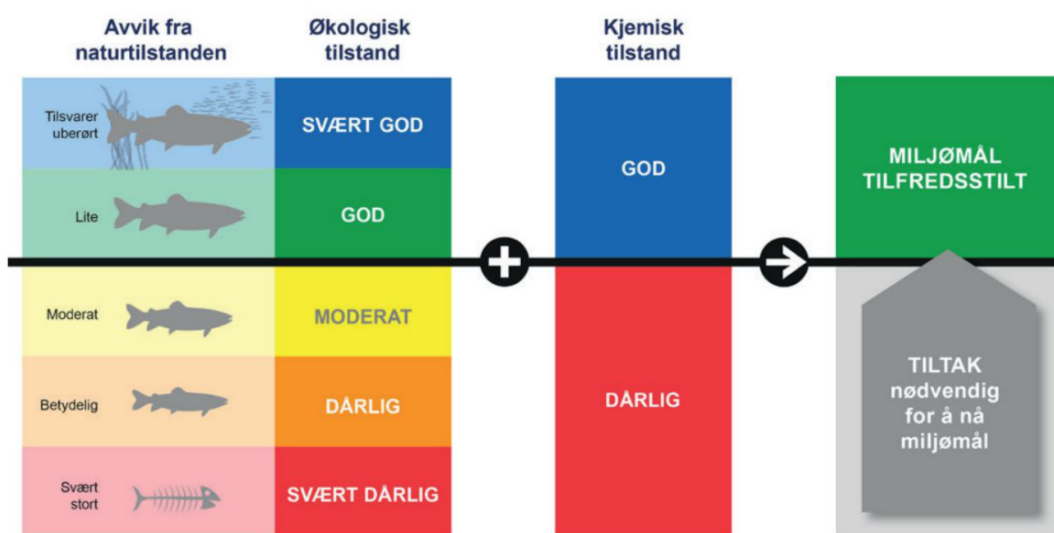 Avvik fra
naturtilstanden
Økologisk
tilstand
Kjemisk
tilstand
Tilsvarer
uberørt
SVÆRT GOD
Lite
GOD
GOD
MILJØMÅL
TILFREDSSTILT
Moderat
MODERAT
Betydelig
DÅRLIG
Svært
stort
SVÆRT DÅRLIG
DÅRLIG
TILTAK
nødvendig
for å nå
miljømål